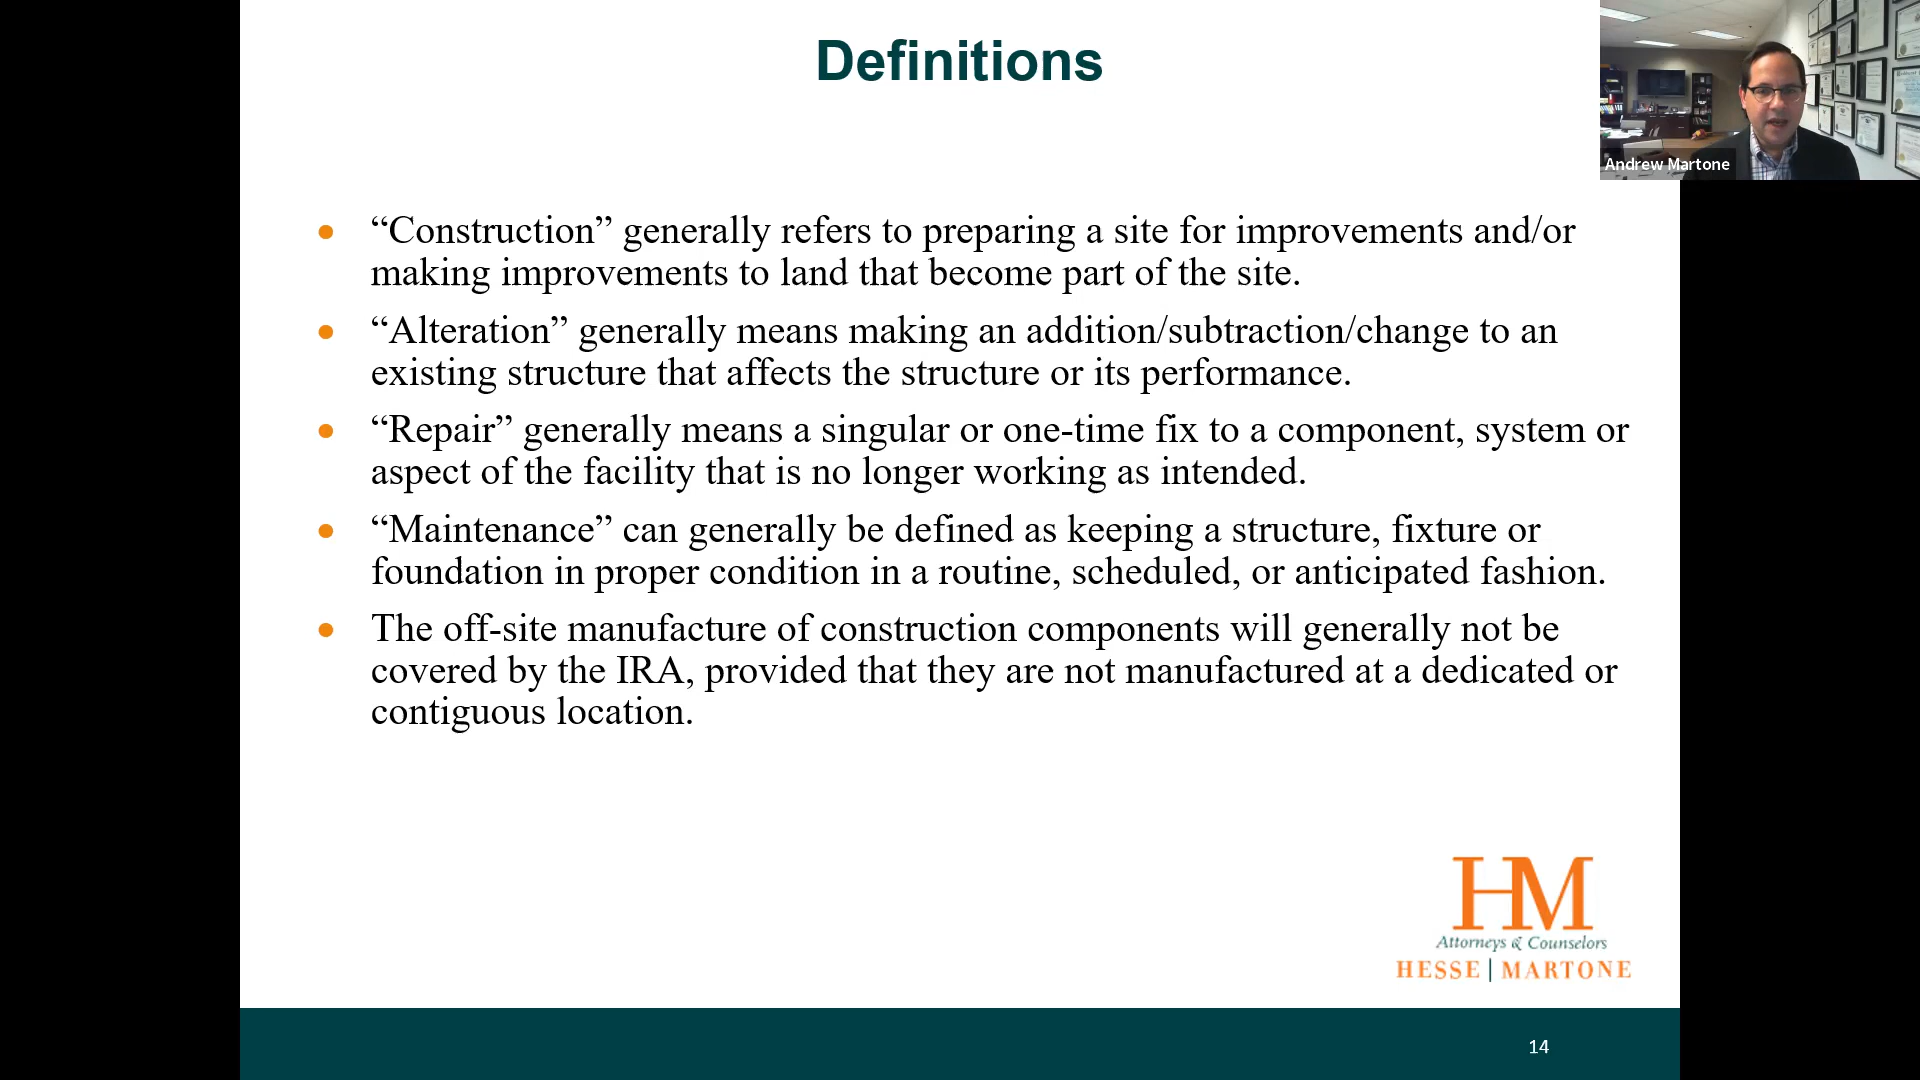 Definitions
Andrew Martone
• “Construction” generally refers to preparing a site for improvements and/or
making improvements to land that become part of the site.
• “Alteration” generally means making an addition/subtraction/change to an
existing structure that affects the structure or its performance.
• “Repair” generally means a singular or one-time fix to a component, system or
aspect of the facility that is no longer working as intended.
• “Maintenance” can generally be defined as keeping a structure, fixture or
foundation in proper condition in a routine, scheduled, or anticipated fashion.
• The off-site manufacture of construction components will generally not be
covered by the IRA, provided that they are not manufactured at a dedicated or
contiguous location.
HM
Attorneys & Counselors
HESSE | MARTONE
14